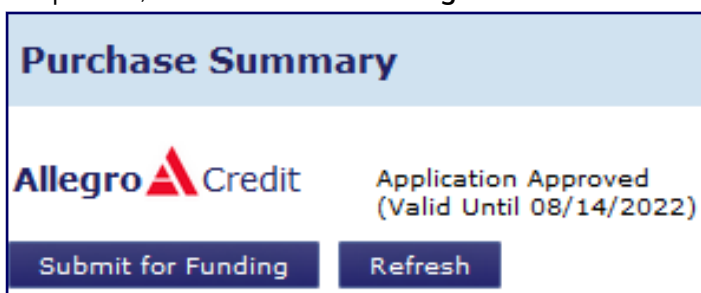 Purchase Summary
Allegro Credit
Application Approved
(Valid Until 08/14/2022)
Submit for Funding
Refresh